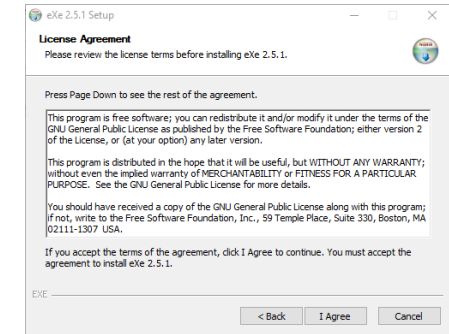 eXe 2.5.1 Setup
License Agreement
Please review the license terms before installing eXe 2.5.1.
Press Page Down to see the rest of the agreement.
This program is free software; you can redistribute it and/or modify it under the terms of the
GNU General Public License as published by the Free Software Foundation; either version 2
of the License, or (at your option) any later version.
This program is distributed in the hope that it will be useful, but WITHOUT ANY WARRANTY;
without even the implied warranty of MERCHANTABILITY or FITNESS FOR A PARTICULAR
PURPOSE.  See the GNU General Public License for more details.
You should have received a copy of the GNU General Public License along with this program;
if not, write to the Free Software Foundation, Inc., 59 Temple Place, Suite 330, Boston, MA
02111-1307 USA.
If you accept the terms of the agreement, click I Agree to continue. You must accept the
agreement to install eXe 2.5.1.
EXE
< Back I Agree Cancel